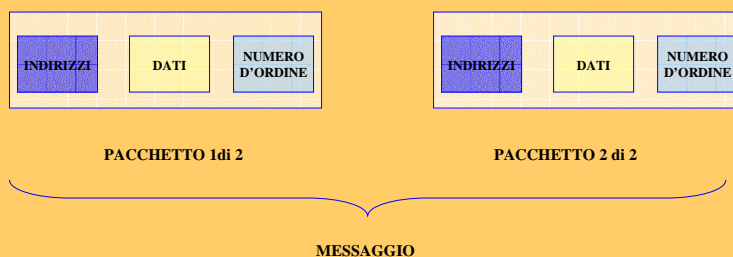 INDIRIZZI
DATI
NUMERO
D'ORDINE
INDIRIZZI
DATI
NUMERO
D'ORDINE
PACCHETTO 1di 2
PACCHETTO 2 di 2
MESSAGGIO